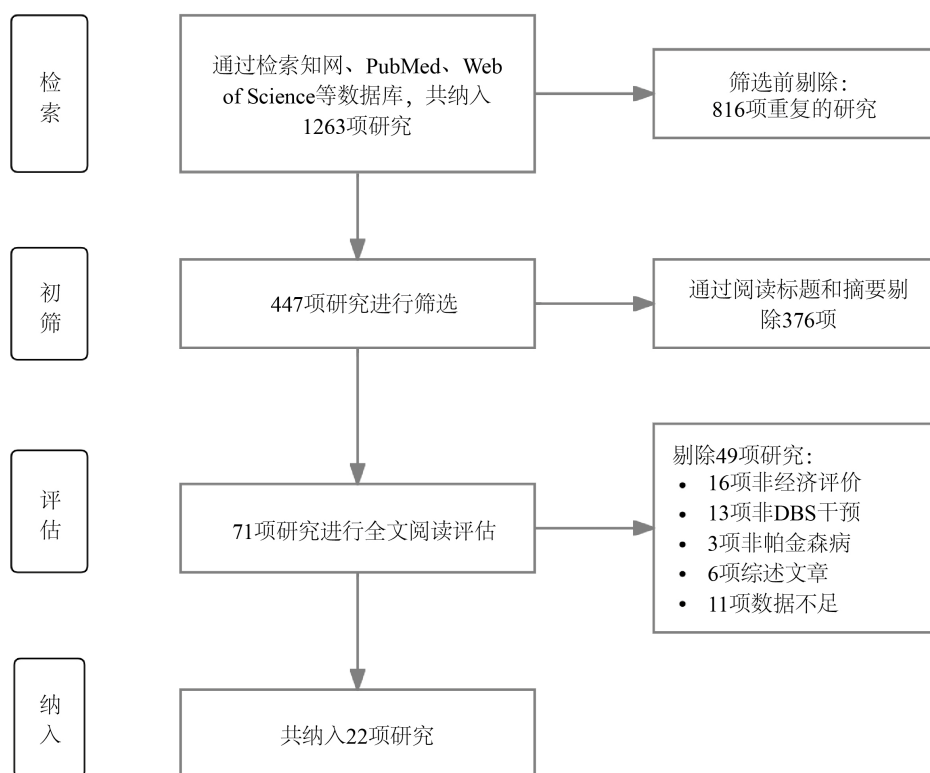 检
索
通过检索知网、PubMed、Web
of Science等数据库，共纳入
1263项研究
筛选前剔除：
816项重复的研究
初
筛
447项研究进行筛选
通过阅读标题和摘要剔
除376项
评
估
71项研究进行全文阅读评估
剔除49项研究：
• 16项非经济评价
• 13项非DBS干预
• 3项非帕金森病
• 6项综述文章
• 11项数据不足
纳
入
共纳入22项研究